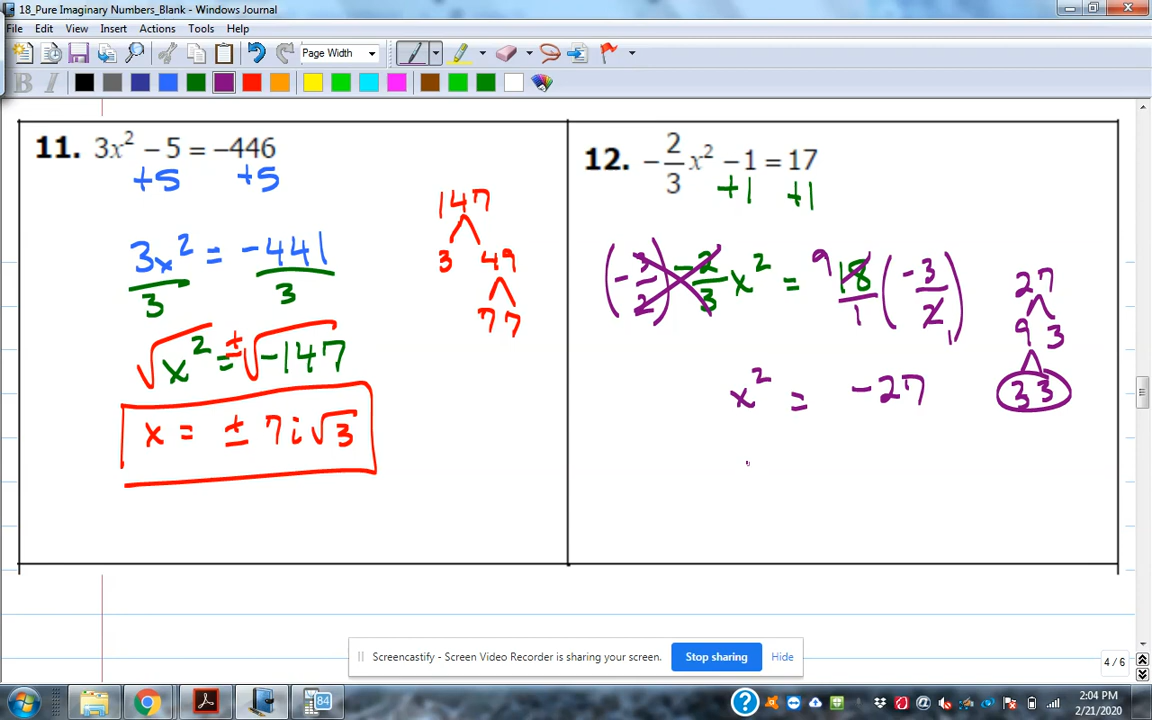 18_Pure Imaginary Numbers_Blank - Windows Journal
File Edit View Insert Actions Tools Help
Page Width
B I
11. 3x² − 5 = −446
+5 +5
3x² = −441
3 3
√x² = ±√−147
x = ± 7i√3
147
3 49
7 7
12. −2/3 x² − 1 = 17
+1 +1
(−3/2) −2/3 x² = 9 18/1 (−3/2) 1
x² = −27
27
9 3
3 3
Screencastify - Screen Video Recorder is sharing your screen. Stop sharing Hide
4 / 6
84
2:04 PM
2/21/2020